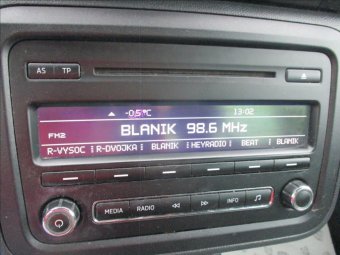 AS TP
-0.5°C 13:02
FM2 BLANIK 98.6 MHz
R-VYSOC R-DVOJKA BLANIK HEYRADIO BEAT BLANIK
MEDIA RADIO INFO